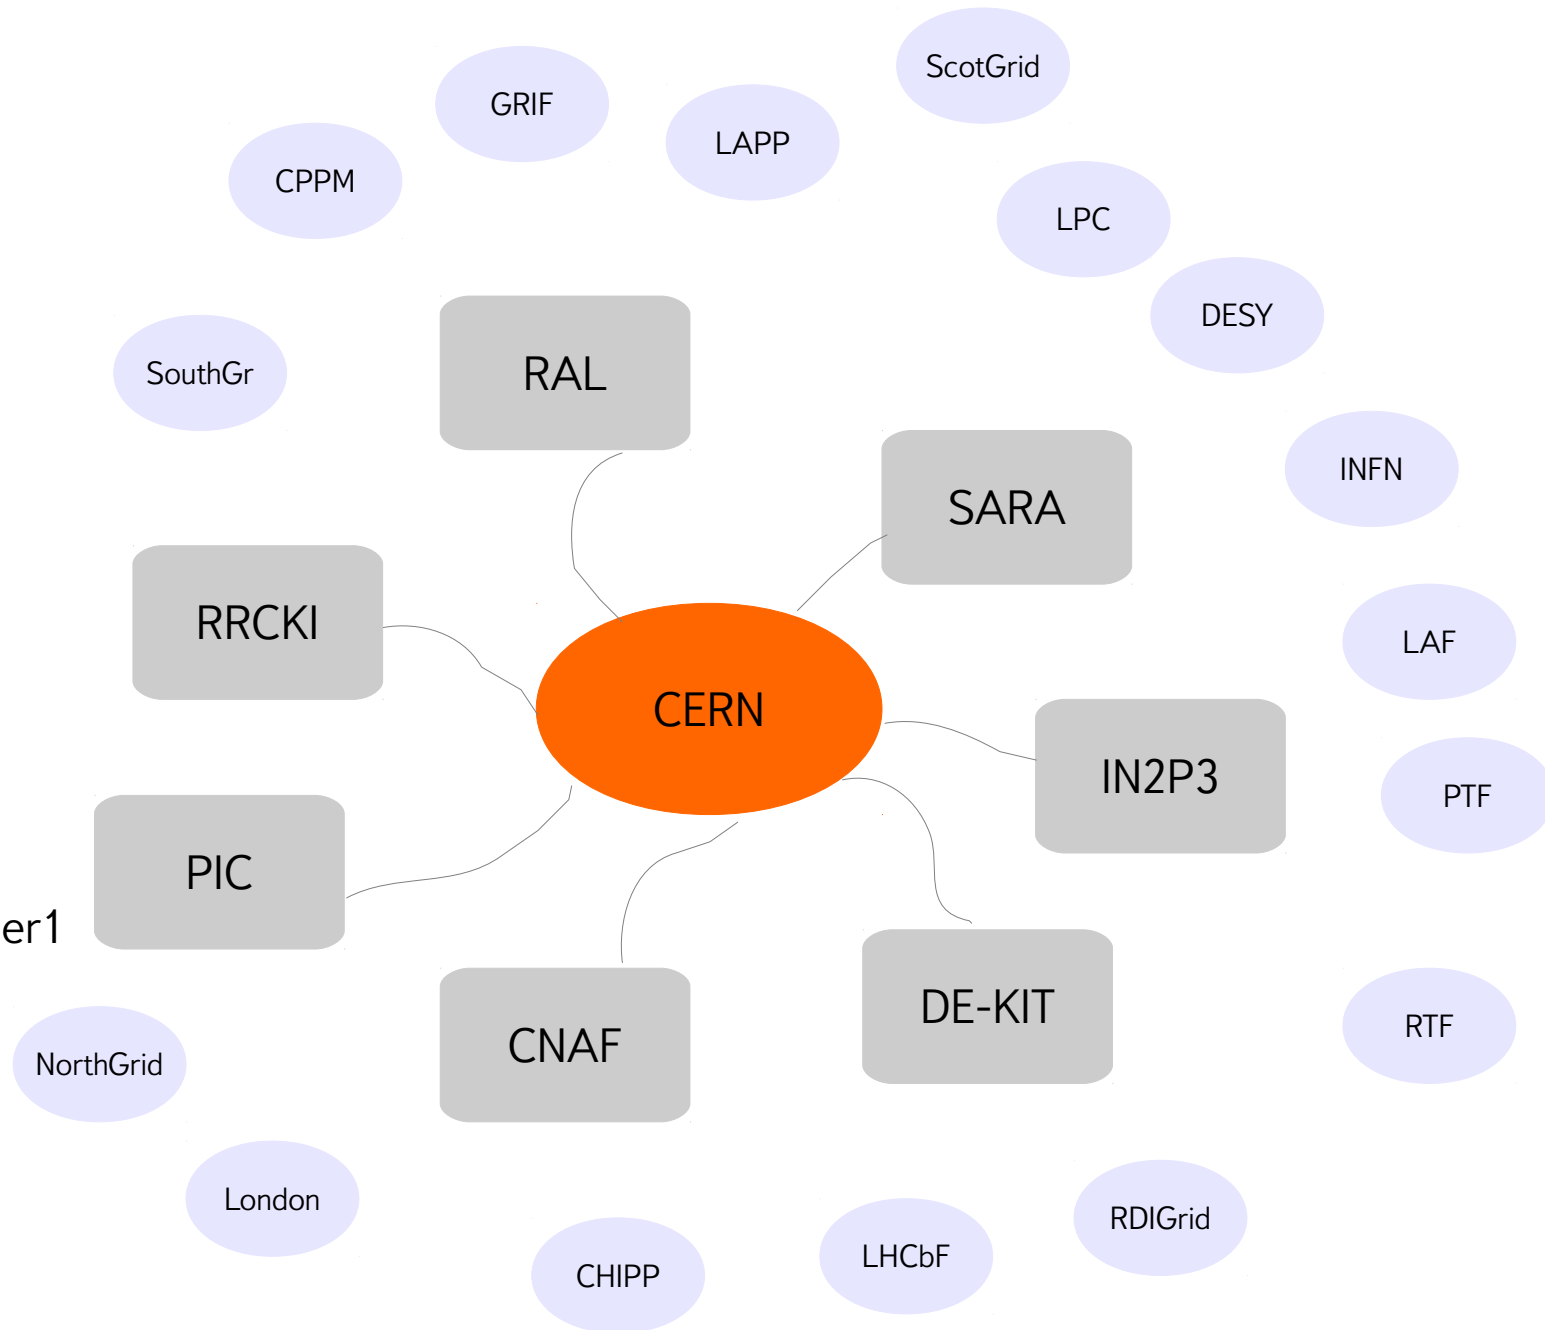 ScotGrid
GRIF
LAPP
CPPM
LPC
DESY
RAL
SouthGr
INFN
SARA
RRCKI
LAF
CERN
IN2P3
PTF
PIC
er1
DE-KIT
RTF
CNAF
NorthGrid
London
RDIGrid
LHCbF
CHIPP